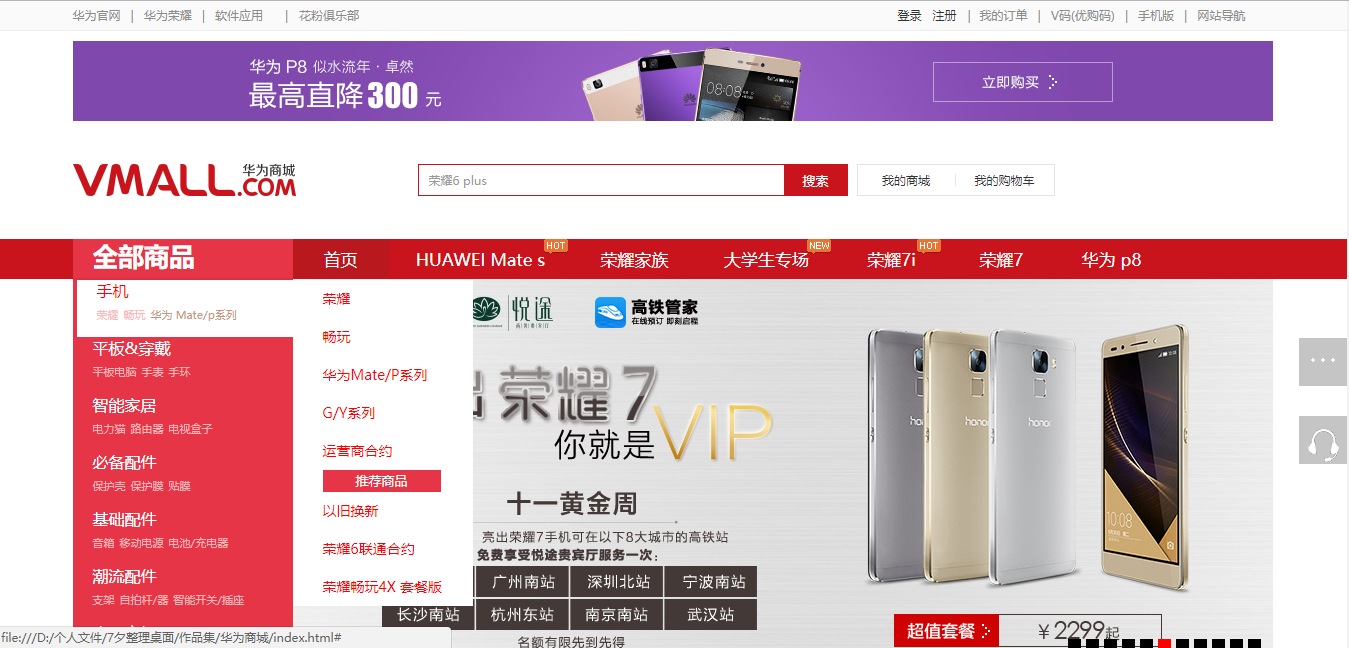 华为官网 | 华为荣耀 | 软件应用 | 花粉俱乐部
登录 注册 | 我的订单 | V码(优购码) | 手机版 | 网站导航
华为 P8 似水流年 · 卓然
最高直降300 元
08:08
立即购买
VMALL.COM
华为商城
荣耀6 plus
搜索
我的商城
我的购物车
全部商品
首页
HUAWEI Mate s
HOT
荣耀家族
大学生专场
NEW
荣耀7i
HOT
荣耀7
华为 p8
手机
荣耀 畅玩 华为 Mate/p系列
平板&穿戴
平板电脑 手表 手环
智能家居
电力猫 路由器 电视盒子
必备配件
保护壳 保护膜 贴膜
基础配件
音箱 移动电源 电池/充电器
潮流配件
支架 自拍杆/器 智能开关/插座
荣耀
畅玩
华为Mate/P系列
G/Y系列
运营商合约
推荐商品
以旧换新
荣耀6联通合约
荣耀畅玩4X 套餐版
悦途
高铁管家
在线预订 即刻启程
出 荣耀 7
你就是VIP
十一黄金周
亮出荣耀7手机可在以下8大城市的高铁站
免费享受悦途贵宾厅服务一次：
广州南站 深圳北站 宁波南站
长沙南站 杭州东站 南京南站 武汉站
名额有限先到先得
honor
honor
honor
10:08
honor
超值套餐
￥2299起
file:///D:/个人文件/7夕整理桌面/作品集/华为商城/index.html#